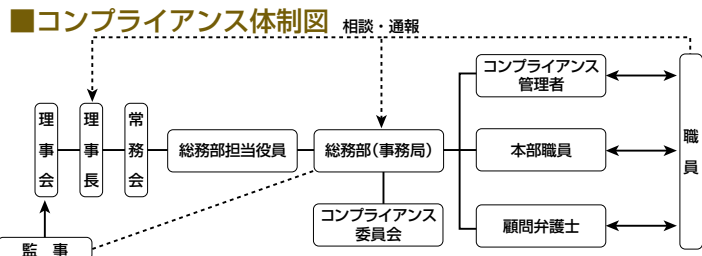 ■コンプライアンス体制図
相談・通報
理事会
理事長
常務会
総務部担当役員
総務部(事務局)
コンプライアンス
委員会
コンプライアンス
管理者
本部職員
顧問弁護士
職員
監事